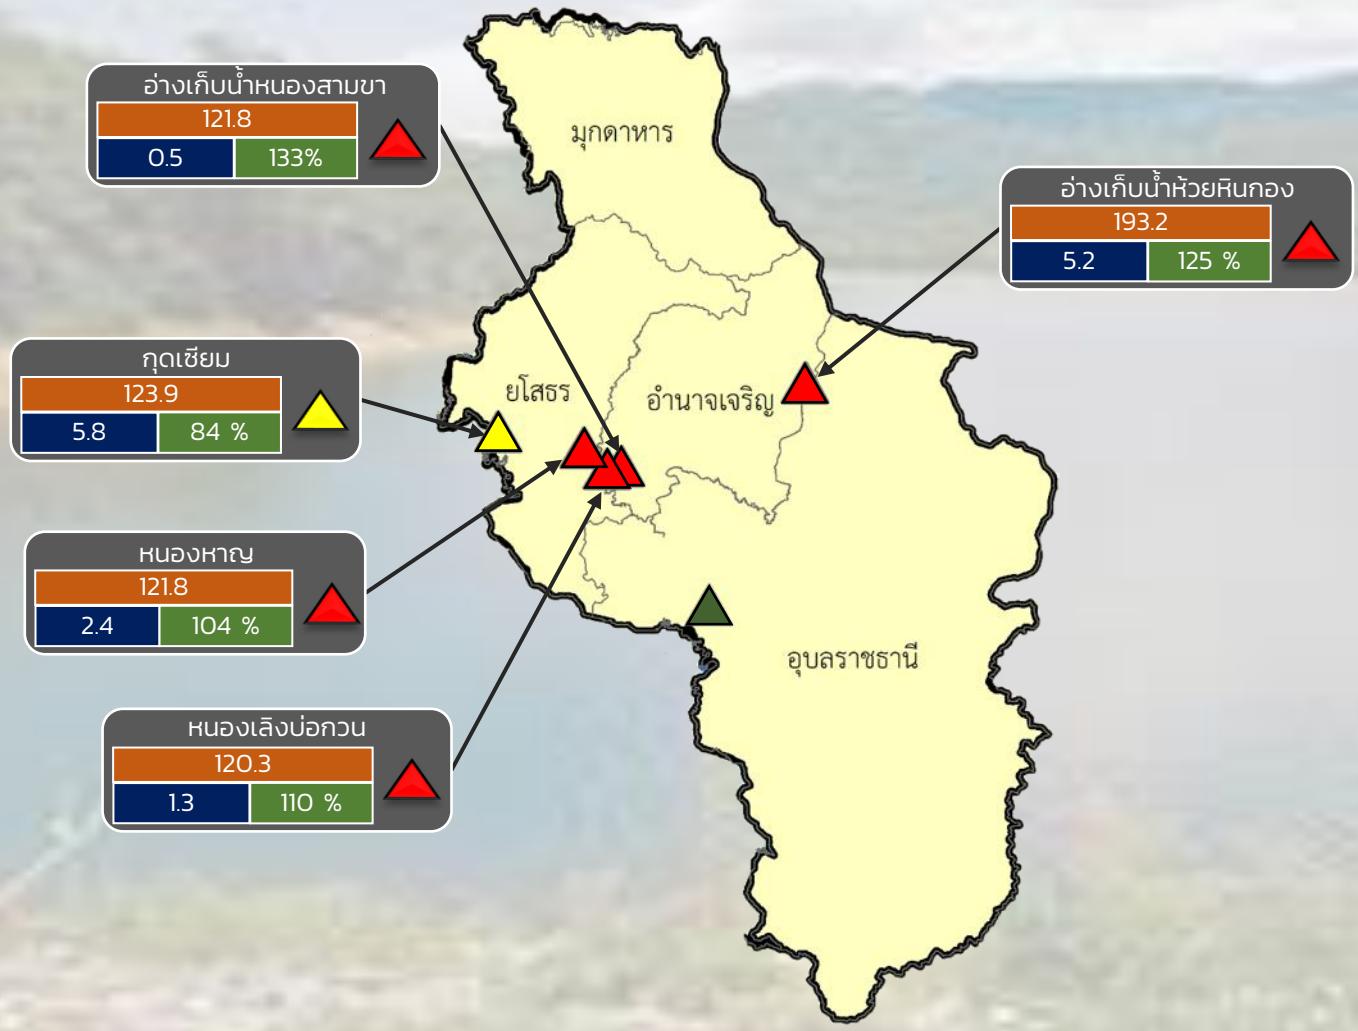 อ่างเก็บน้ำหนองสามขา
121.8
0.5 133%
มุกดาหาร
อ่างเก็บน้ำห้วยหินกอง
193.2
5.2 125 %
กุดเซียม
123.9
5.8 84 %
ยโสธร
อำนาจเจริญ
หนองหาญ
121.8
2.4 104 %
อุบลราชธานี
หนองเลิงบ่อกวน
120.3
1.3 110 %